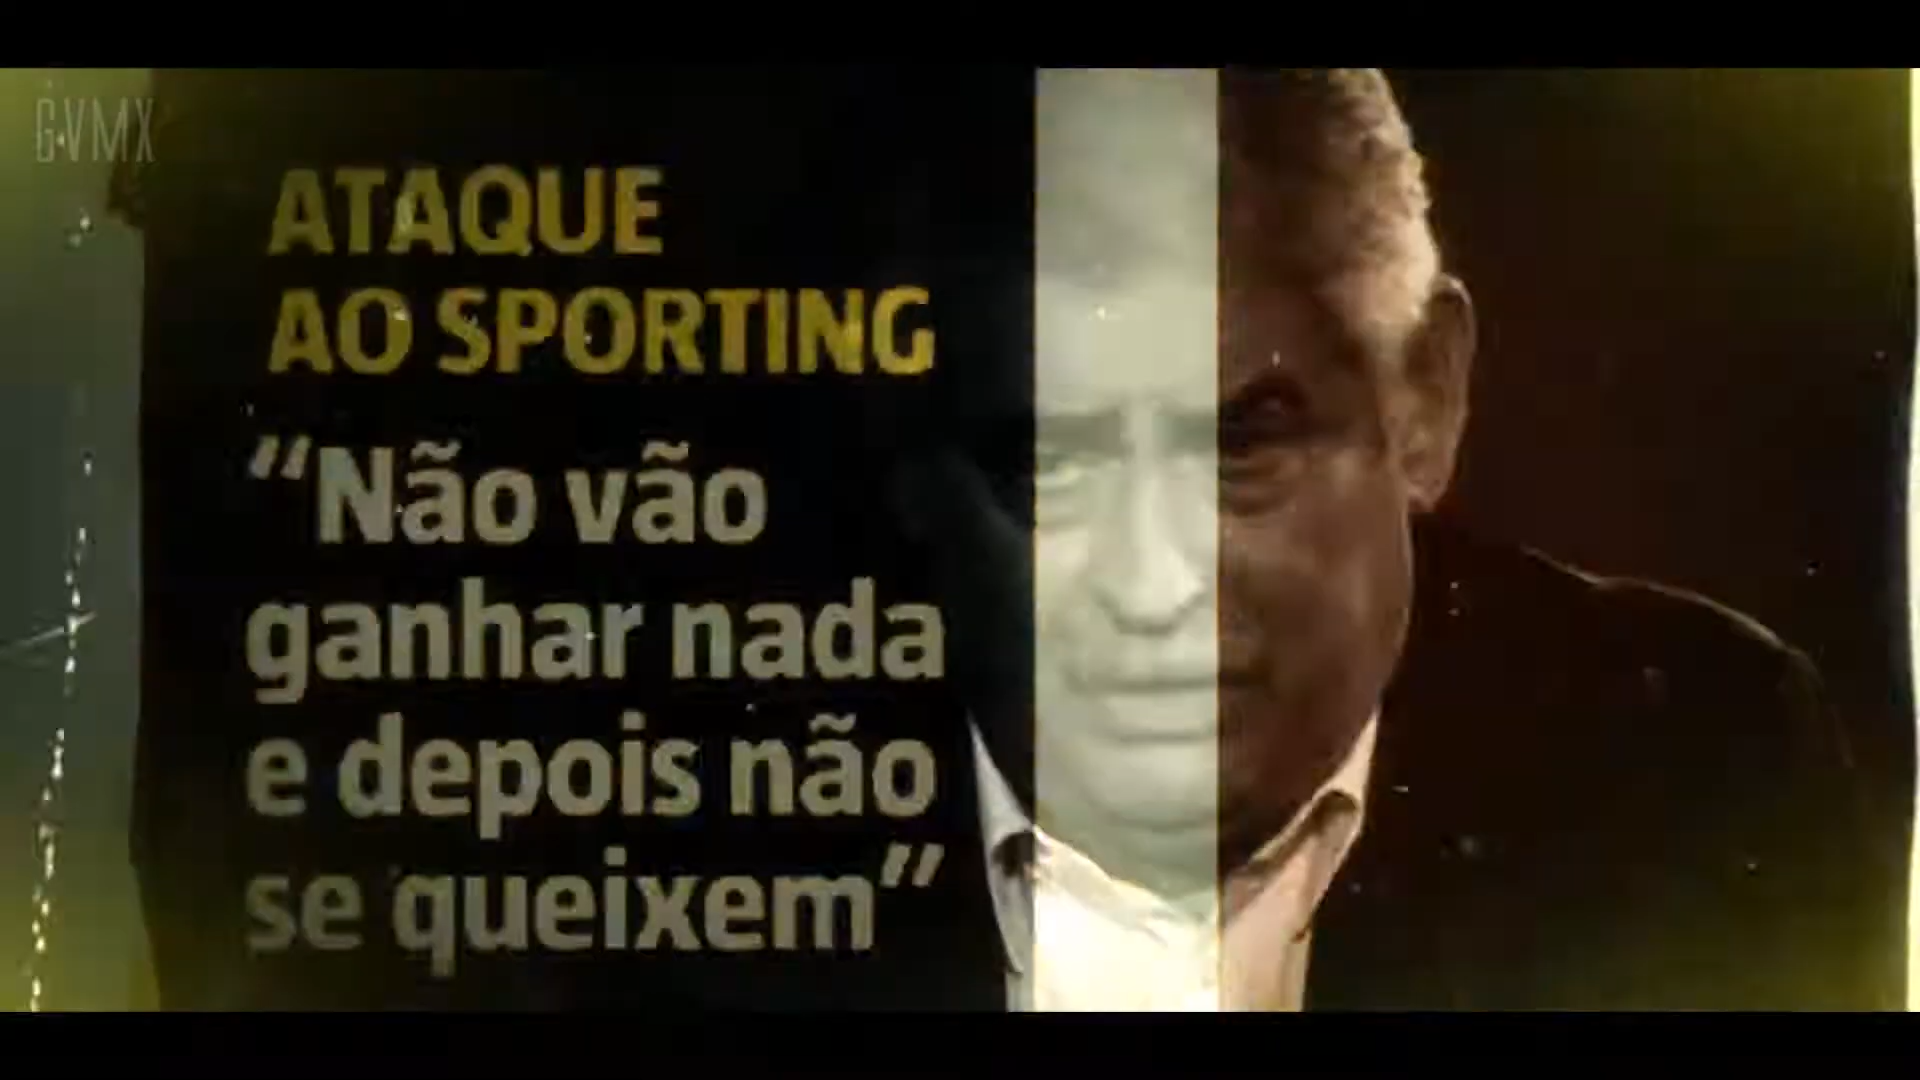 GVMX
ATAQUE
AO SPORTING
“Não vão
ganhar nada
e depois não
se queixem”